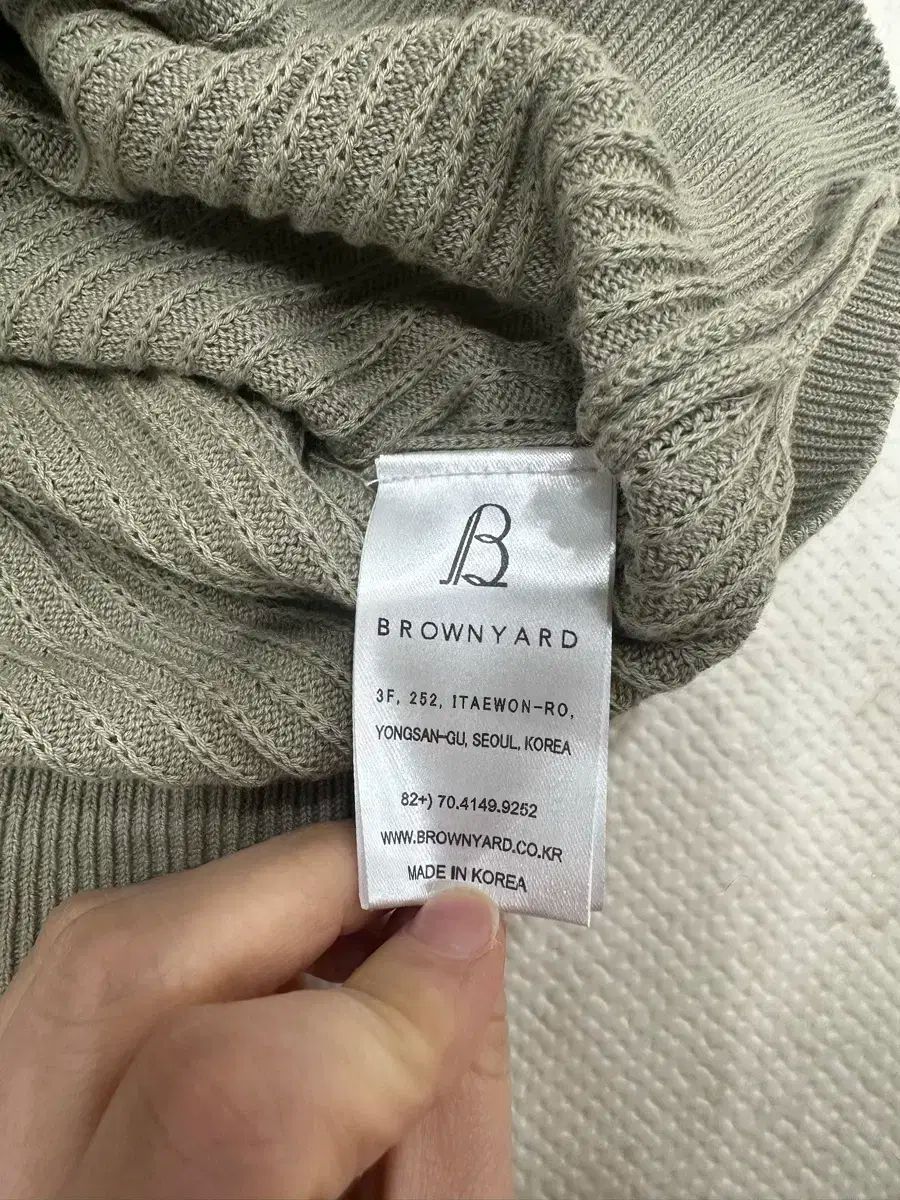 B
BROWNYARD
3F, 252, ITAEWON-RO,
YONGSAN-GU, SEOUL, KOREA
82+) 70.4149.9252
WWW.BROWNYARD.CO.KR
MADE IN KOREA